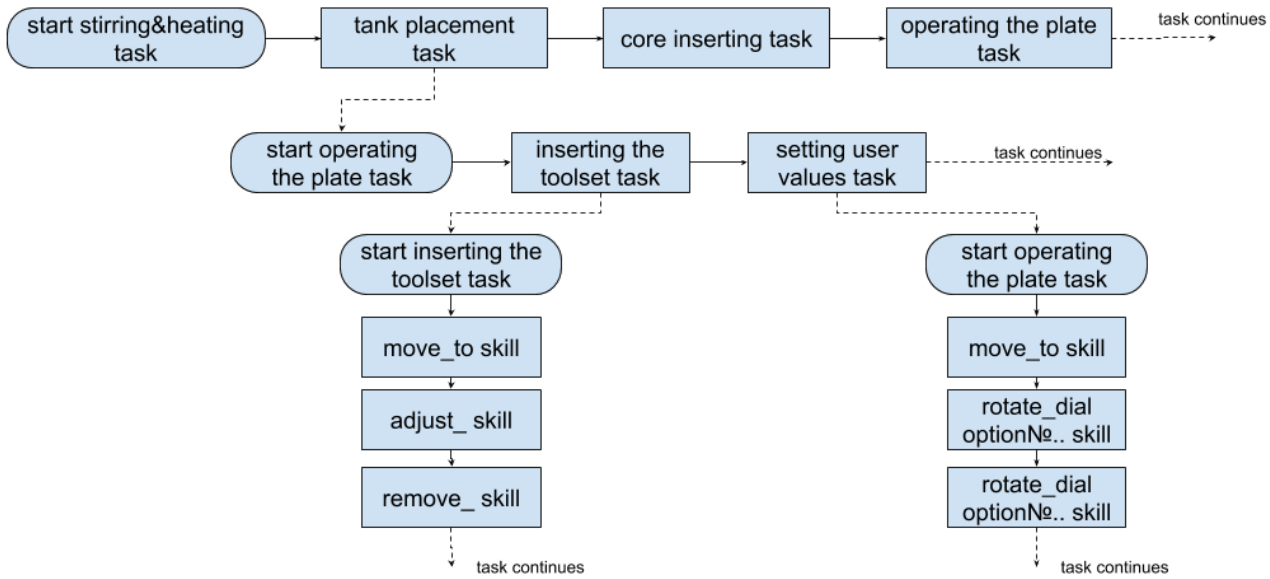 start stirring&heating
task
tank placement
task
core inserting task
operating the plate
task
task continues
start operating
the plate task
inserting the
toolset task
setting user
values task
task continues
start inserting the
toolset task
move_to skill
adjust_ skill
remove_ skill
task continues
start operating
the plate task
move_to skill
rotate_dial
option№.. skill
rotate_dial
option№.. skill
task continues